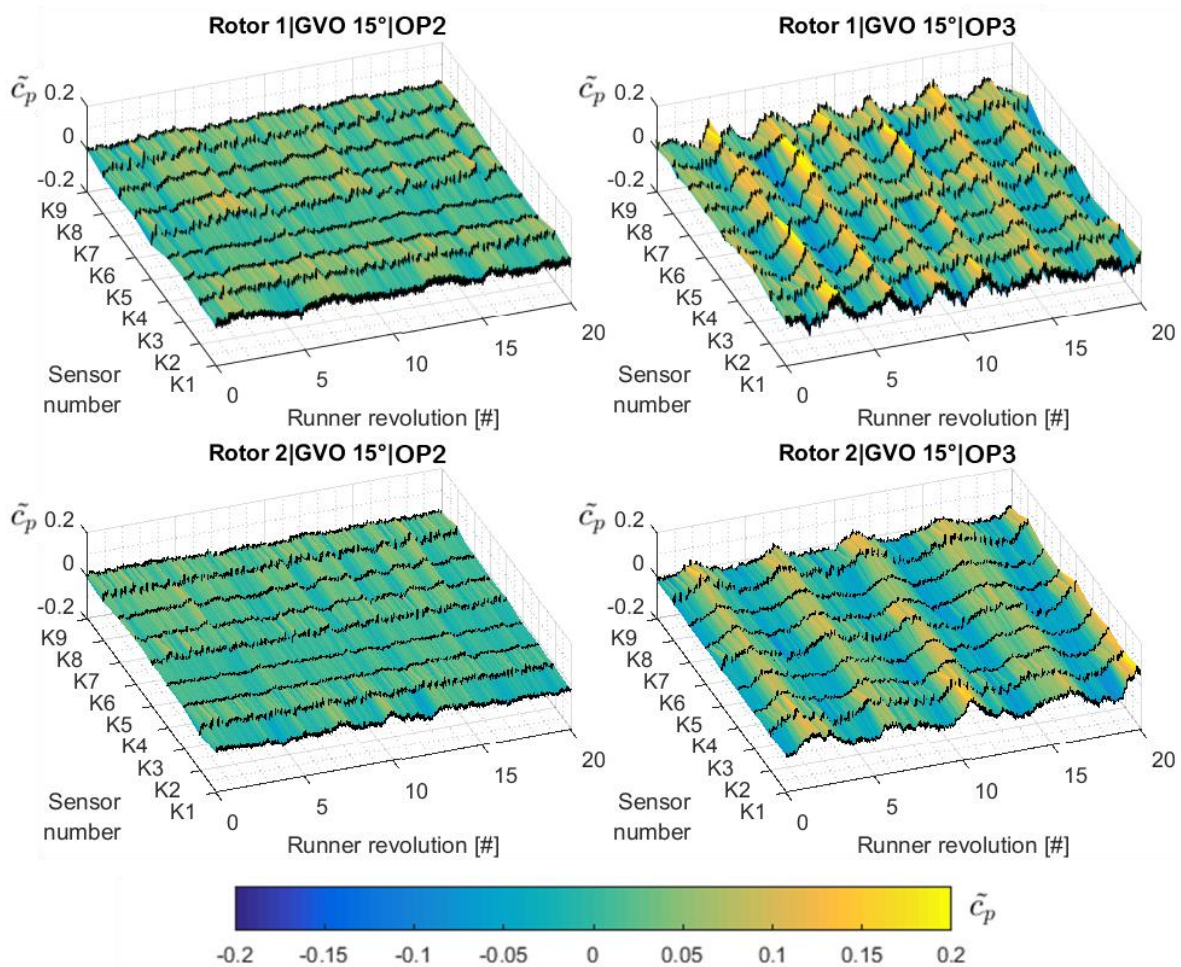 Rotor 1|GVO 15°|OP2
c̃p
0.2
0
-0.2
K9
K8
K7
K6
K5
K4
K3
K2
K1
Sensor
number
0
5
10
15
20
Runner revolution [#]
Rotor 1|GVO 15°|OP3
c̃p
0.2
0
-0.2
K9
K8
K7
K6
K5
K4
K3
K2
K1
Sensor
number
0
5
10
15
20
Runner revolution [#]
Rotor 2|GVO 15°|OP2
c̃p
0.2
0
-0.2
K9
K8
K7
K6
K5
K4
K3
K2
K1
Sensor
number
0
5
10
15
20
Runner revolution [#]
Rotor 2|GVO 15°|OP3
c̃p
0.2
0
-0.2
K9
K8
K7
K6
K5
K4
K3
K2
K1
Sensor
number
0
5
10
15
20
Runner revolution [#]
c̃p
-0.2 -0.15 -0.1 -0.05 0 0.05 0.1 0.15 0.2